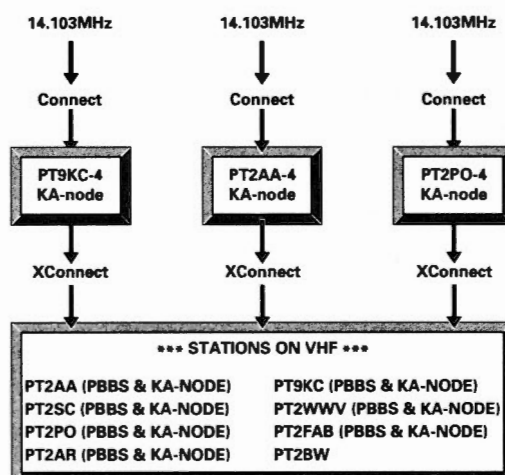 14.103MHz 14.103MHz 14.103MHz
Connect Connect Connect
PT9KC-4 PT2AA-4 PT2PO-4
KA-node KA-node KA-node
XConnect XConnect XConnect
*** STATIONS ON VHF ***
PT2AA (PBBS & KA-NODE) PT9KC (PBBS & KA-NODE)
PT2SC (PBBS & KA-NODE) PT2WWV (PBBS & KA-NODE)
PT2PO (PBBS & KA-NODE) PT2FAB (PBBS & KA-NODE)
PT2AR (PBBS & KA-NODE) PT2BW